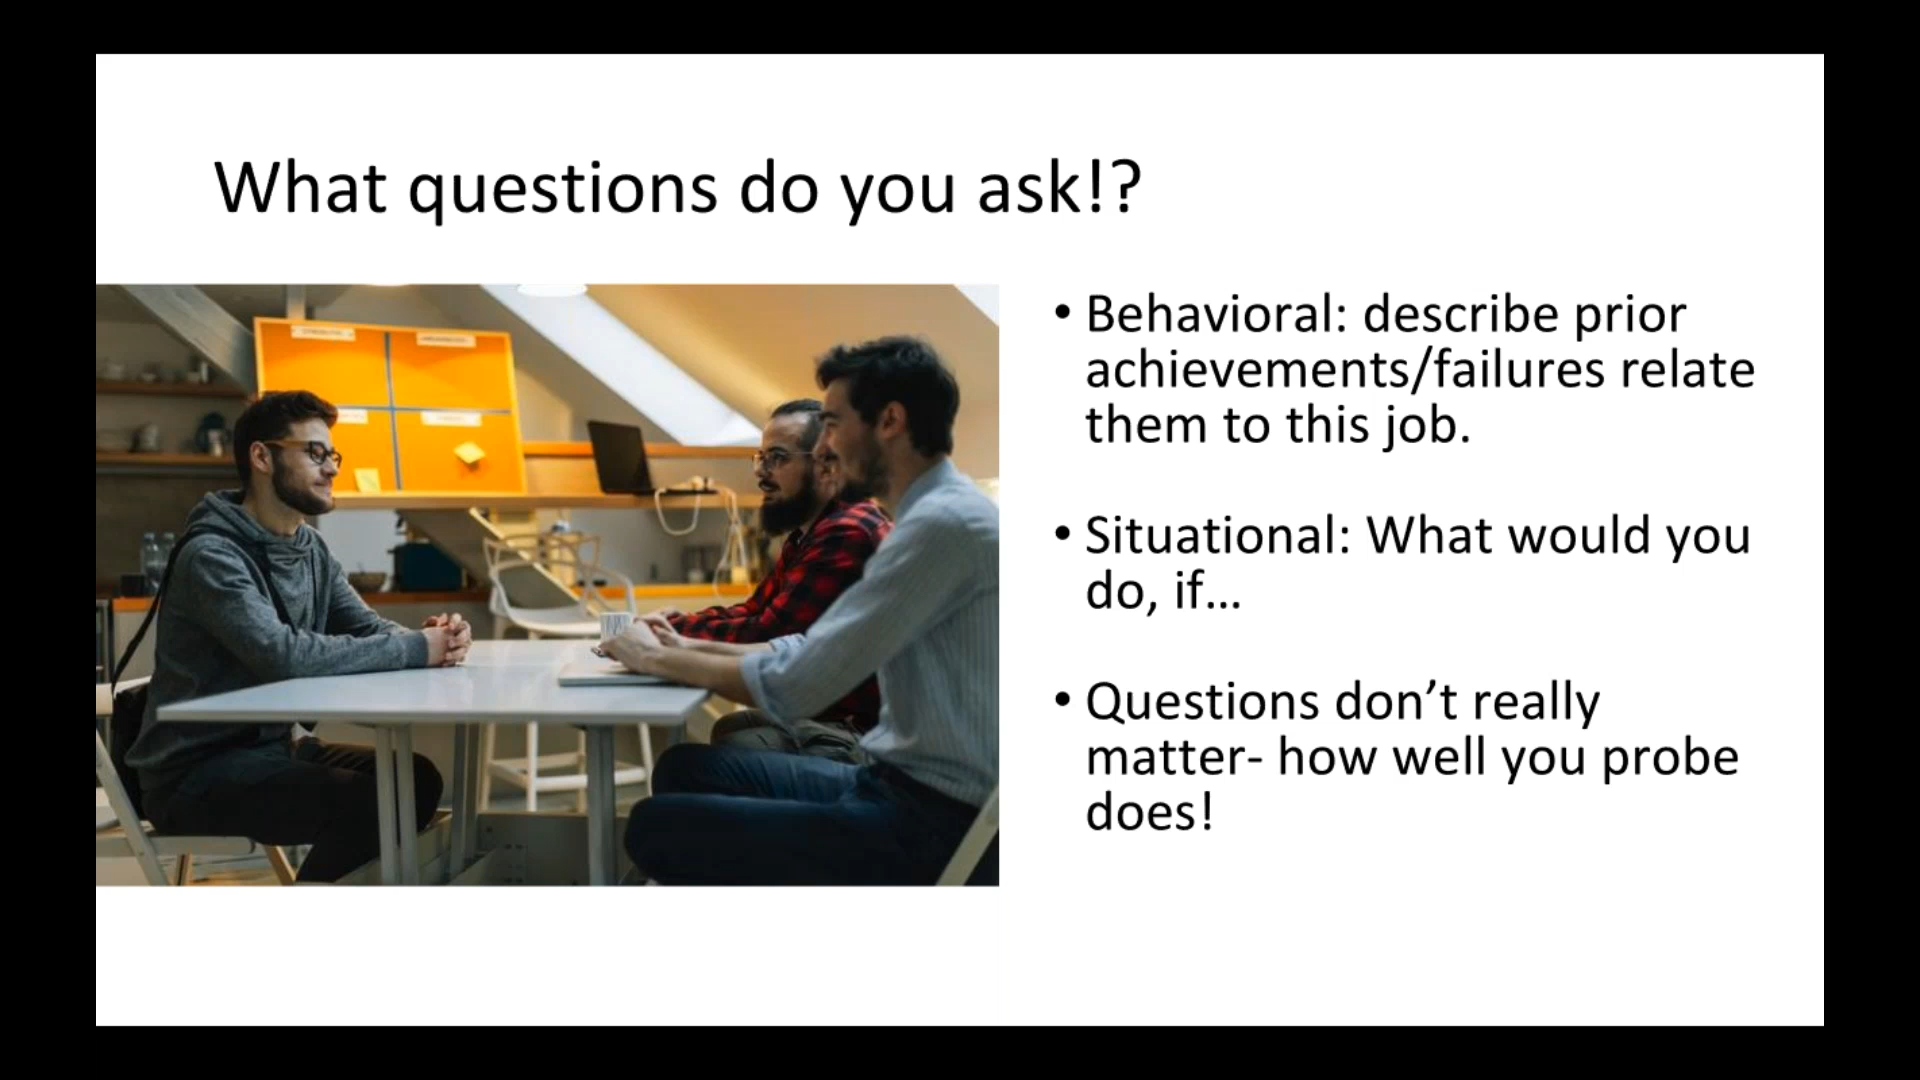 What questions do you ask!?
• Behavioral: describe prior
achievements/failures relate
them to this job.
• Situational: What would you
do, if...
• Questions don’t really
matter- how well you probe
does!